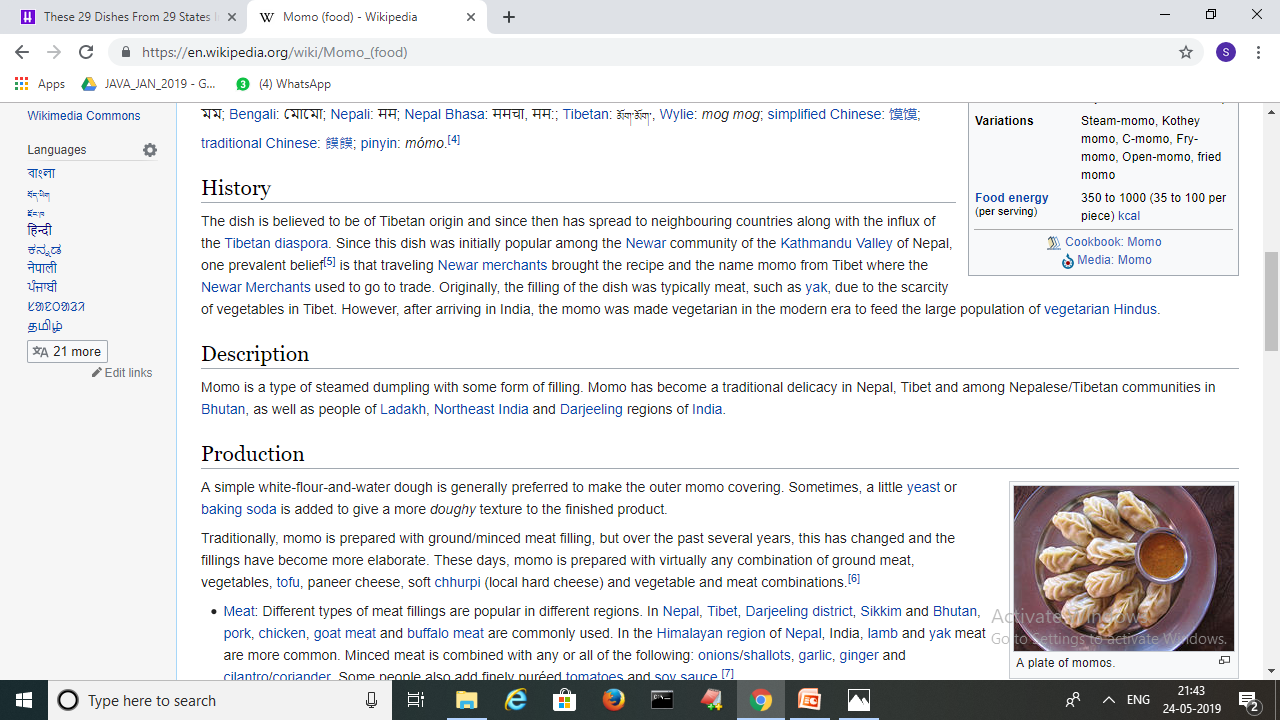 These 29 Dishes From 29 States I
Momo (food) - Wikipedia
https://en.wikipedia.org/wiki/Momo_(food)
S
Apps
JAVA_JAN_2019 - G...
3
(4) WhatsApp
Wikimedia Commons
Languages
বাংলা
བོད་ཡིག
རྫོང་ཁ
हिन्दी
ಕನ್ನಡ
नेपाली
ਪੰਜਾਬੀ
தமிழ்
21 more
Edit links
মম; Bengali: মোমো; Nepali: मम; Nepal Bhasa: ममचा, मम:; Tibetan: མོག་མོག་, Wylie: mog mog; simplified Chinese: 馍馍;
traditional Chinese: 饃饃; pinyin: mómo.[4]
History
The dish is believed to be of Tibetan origin and since then has spread to neighbouring countries along with the influx of
the Tibetan diaspora. Since this dish was initially popular among the Newar community of the Kathmandu Valley of Nepal,
one prevalent belief[5] is that traveling Newar merchants brought the recipe and the name momo from Tibet where the
Newar Merchants used to go to trade. Originally, the filling of the dish was typically meat, such as yak, due to the scarcity
of vegetables in Tibet. However, after arriving in India, the momo was made vegetarian in the modern era to feed the large population of vegetarian Hindus.
Description
Momo is a type of steamed dumpling with some form of filling. Momo has become a traditional delicacy in Nepal, Tibet and among Nepalese/Tibetan communities in
Bhutan, as well as people of Ladakh, Northeast India and Darjeeling regions of India.
Production
A simple white-flour-and-water dough is generally preferred to make the outer momo covering. Sometimes, a little yeast or
baking soda is added to give a more doughy texture to the finished product.
Traditionally, momo is prepared with ground/minced meat filling, but over the past several years, this has changed and the
fillings have become more elaborate. These days, momo is prepared with virtually any combination of ground meat,
vegetables, tofu, paneer cheese, soft chhurpi (local hard cheese) and vegetable and meat combinations.[6]
• Meat: Different types of meat fillings are popular in different regions. In Nepal, Tibet, Darjeeling district, Sikkim and Bhutan,
pork, chicken, goat meat and buffalo meat are commonly used. In the Himalayan region of Nepal, India, lamb and yak meat
are more common. Minced meat is combined with any or all of the following: onions/shallots, garlic, ginger and
cilantro/coriander. Some people also add finely puréed tomatoes and soy sauce.[7]
Variations
Steam-momo, Kothey
momo, C-momo, Fry-
momo, Open-momo, fried
momo
Food energy
(per serving)
350 to 1000 (35 to 100 per
piece) kcal
Cookbook: Momo
Media: Momo
A plate of momos.
Activate Windows
Go to Settings to activate Windows.
Type here to search
ENG
21:43
24-05-2019
2